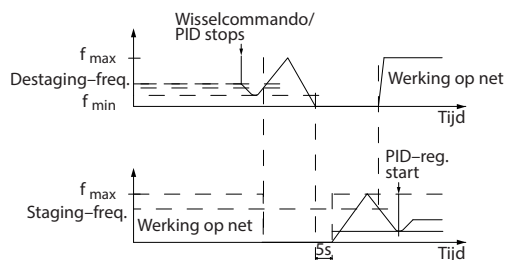 Wisselcommando/
PID stops
f max
Destaging–freq.
f min
Werking op net
Tijd
PID–reg.
start
f max
Staging–freq.
Werking op net
5s
Tijd